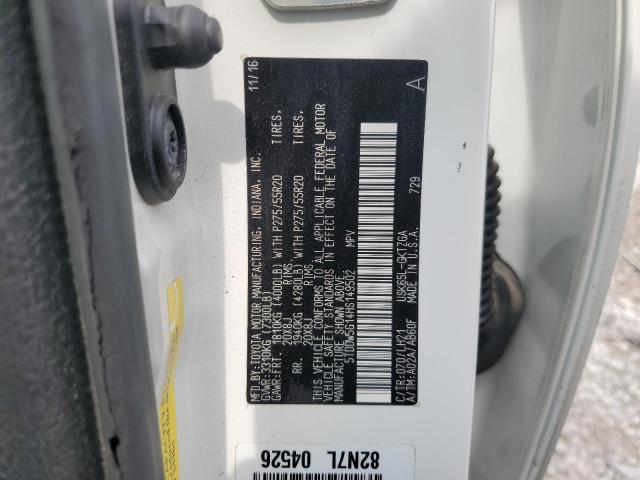 MFD. BY: TOYOTA MOTOR MANUFACTURING, INDIANA, INC. 11/16
GVWR: 3310KG (7300LB)
GAWR: FRT. 1810KG (4000LB) WITH P275/55R20 TIRES,
20X8J RIMS
RR. 1940KG (4280LB) WITH P275/55R20 TIRES,
20X8J RIMS
THIS VEHICLE CONFORMS TO ALL APPLICABLE FEDERAL MOTOR
VEHICLE SAFETY STANDARDS IN EFFECT ON THE DATE OF
MANUFACTURE SHOWN ABOVE.
5TDDW5G14HS149502 MPV
A
C/TR: 070/LH21 USK65L-GKTZGA 729
A/TM: A02A/AB60F MADE IN U.S.A.
82N7L 04526